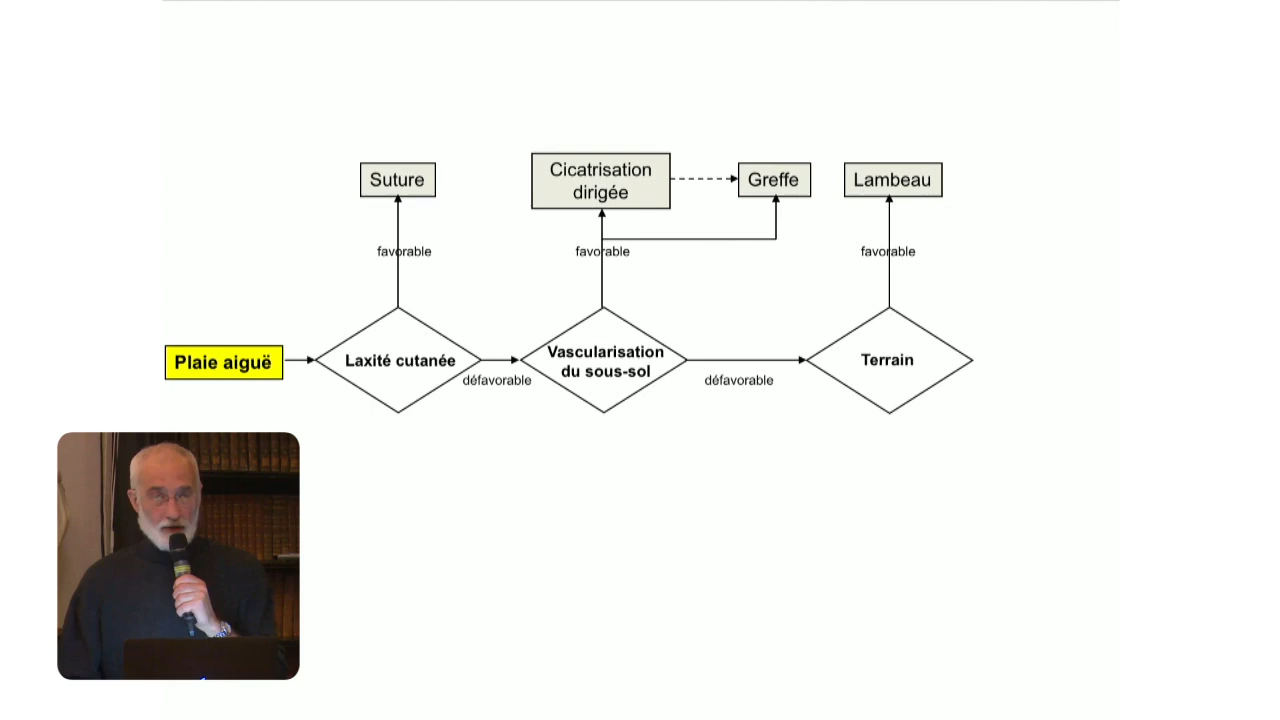 Suture
Cicatrisation
dirigée
Greffe
Lambeau
favorable
favorable
favorable
Plaie aiguë
Laxité cutanée
défavorable
Vascularisation
du sous-sol
défavorable
Terrain